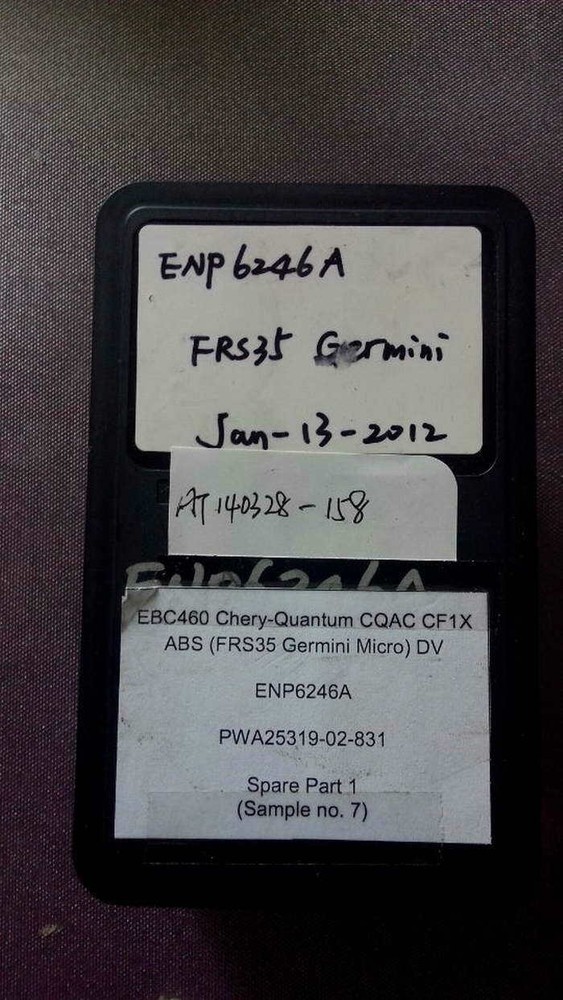 ENP6246A
FRS35 Germini
Jan-13-2012
AT140328-158
ENP6246A
EBC460 Chery-Quantum CQAC CF1X
ABS (FRS35 Germini Micro) DV
ENP6246A
PWA25319-02-831
Spare Part 1
(Sample no. 7)